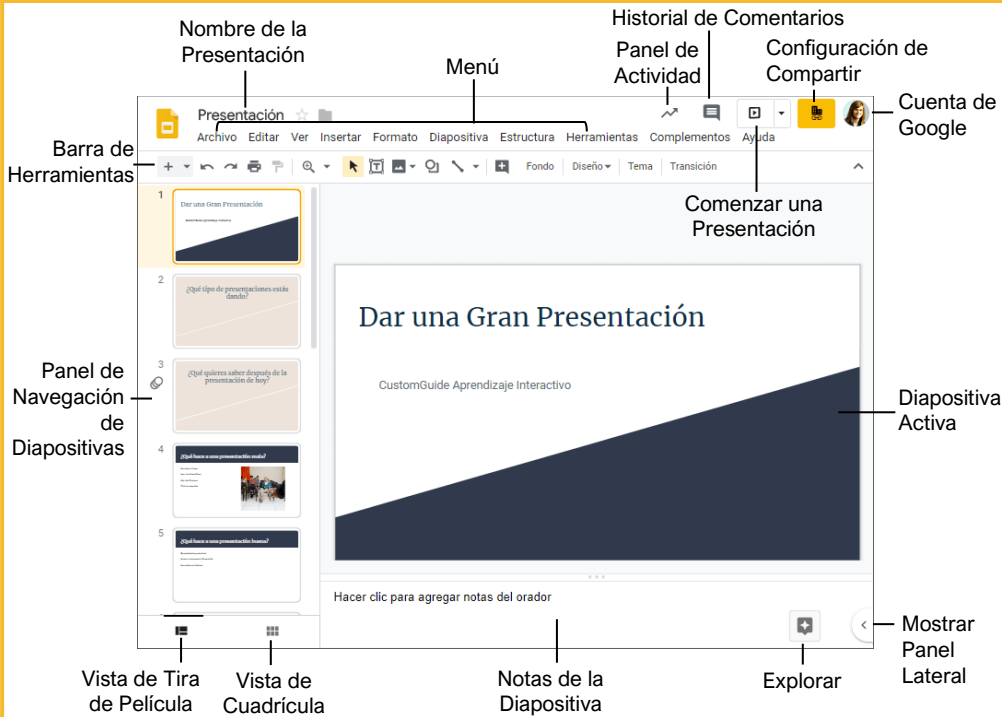 Nombre de la
Presentación
Menú
Historial de Comentarios
Panel de
Actividad
Configuración de
Compartir
Cuenta de
Google
Presentación
Archivo Editar Ver Insertar Formato Diapositiva Estructura Herramientas Complementos Ayuda
Barra de
Herramientas
Fondo Diseño Tema Transición
Comenzar una
Presentación
1
Dar una Gran Presentación
2
¿Qué tipo de presentaciones estás
dando?
3
¿Qué quieres saber después de la
presentación de hoy?
4
¿Qué hace a una presentación mala?
5
¿Qué hace a una presentación buena?
Panel de
Navegación
de
Diapositivas
Dar una Gran Presentación
CustomGuide Aprendizaje Interactivo
Diapositiva
Activa
Hacer clic para agregar notas del orador
Mostrar
Panel
Lateral
Vista de Tira
de Película
Vista de
Cuadrícula
Notas de la
Diapositiva
Explorar